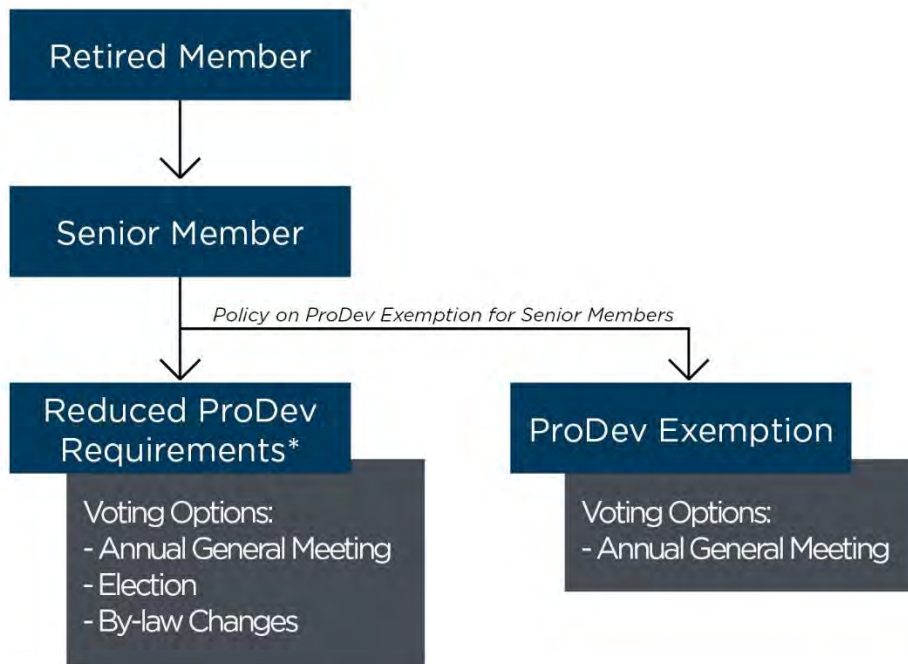 Retired Member
Senior Member
Policy on ProDev Exemption for Senior Members
Reduced ProDev
Requirements*
Voting Options:
- Annual General Meeting
- Election
- By-law Changes
ProDev Exemption
Voting Options:
- Annual General Meeting